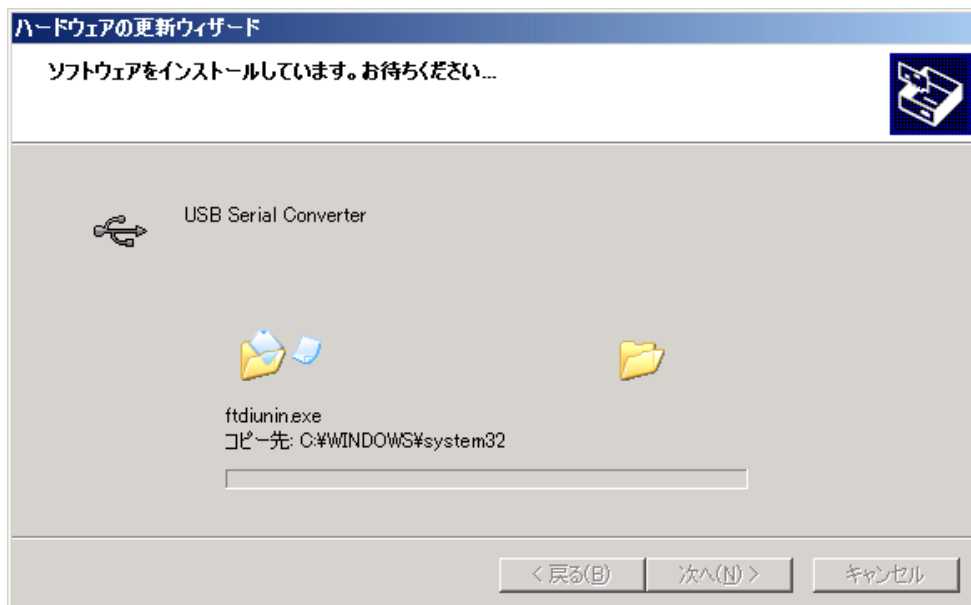 ハードウェアの更新ウィザード
ソフトウェアをインストールしています。お待ちください...
USB Serial Converter
ftdiunin.exe
コピー先: C:¥WINDOWS¥system32
< 戻る(B)
次へ(N) >
キャンセル